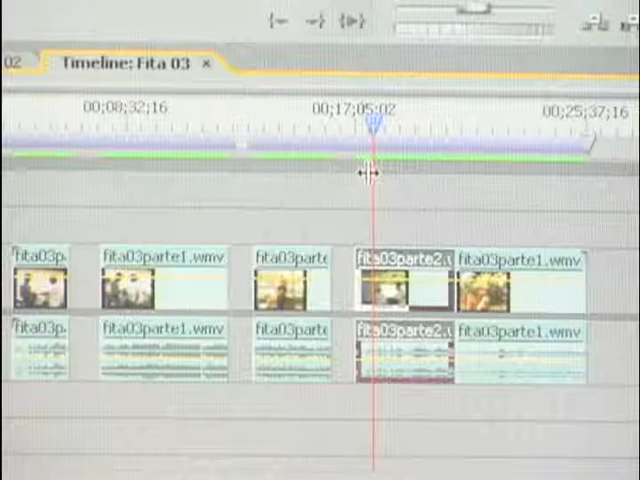 02 Timeline: Fita 03 ×
00;08;32;16 00;17;05;02 00;25;37;16
fita03p. fita03parte1.wmv fita03parte fita03parte2.( fita03parte1.wmv
fita03p. fita03parte1.wmv fita03parte fita03parte2.( fita03parte1.wmv